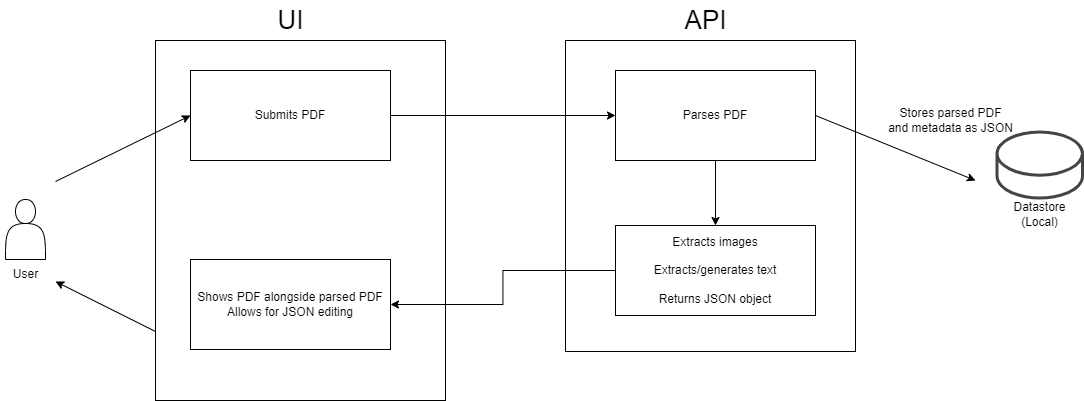 UI
API
Submits PDF
Parses PDF
Stores parsed PDF
and metadata as JSON
Datastore
(Local)
User
Extracts images
Extracts/generates text
Returns JSON object
Shows PDF alongside parsed PDF
Allows for JSON editing